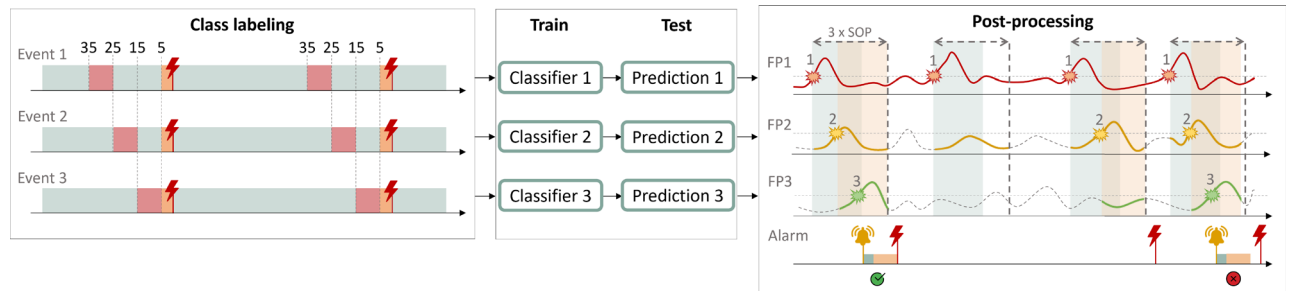 Class labeling
35 25 15 5 35 25 15 5
Event 1
Event 2
Event 3
Train Test
Classifier 1 Prediction 1
Classifier 2 Prediction 2
Classifier 3 Prediction 3
Post-processing
3 x SOP
FP1 1 1 1 1
FP2 2 2 2
FP3 3 3
Alarm